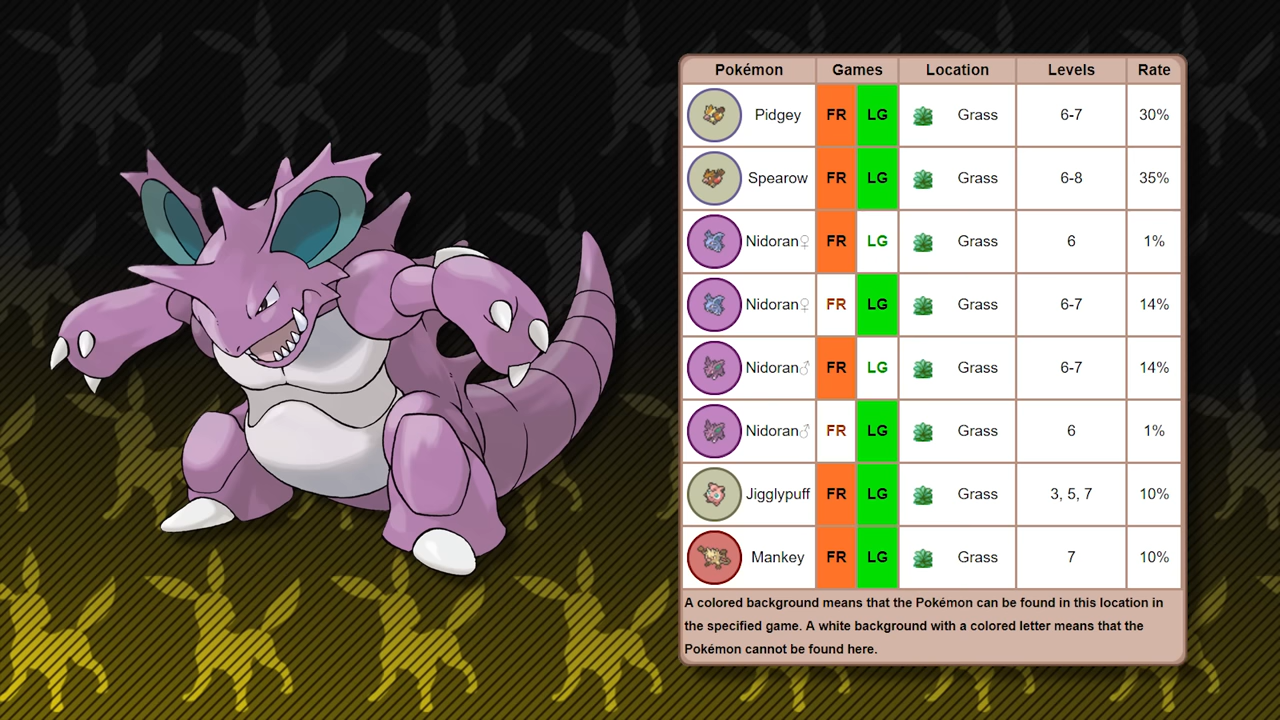 Pokémon Games Location Levels Rate
Pidgey FR LG Grass 6-7 30%
Spearow FR LG Grass 6-8 35%
Nidoran♀ FR LG Grass 6 1%
Nidoran♀ FR LG Grass 6-7 14%
Nidoran♂ FR LG Grass 6-7 14%
Nidoran♂ FR LG Grass 6 1%
Jigglypuff FR LG Grass 3, 5, 7 10%
Mankey FR LG Grass 7 10%
A colored background means that the Pokémon can be found in this location in
the specified game. A white background with a colored letter means that the
Pokémon cannot be found here.